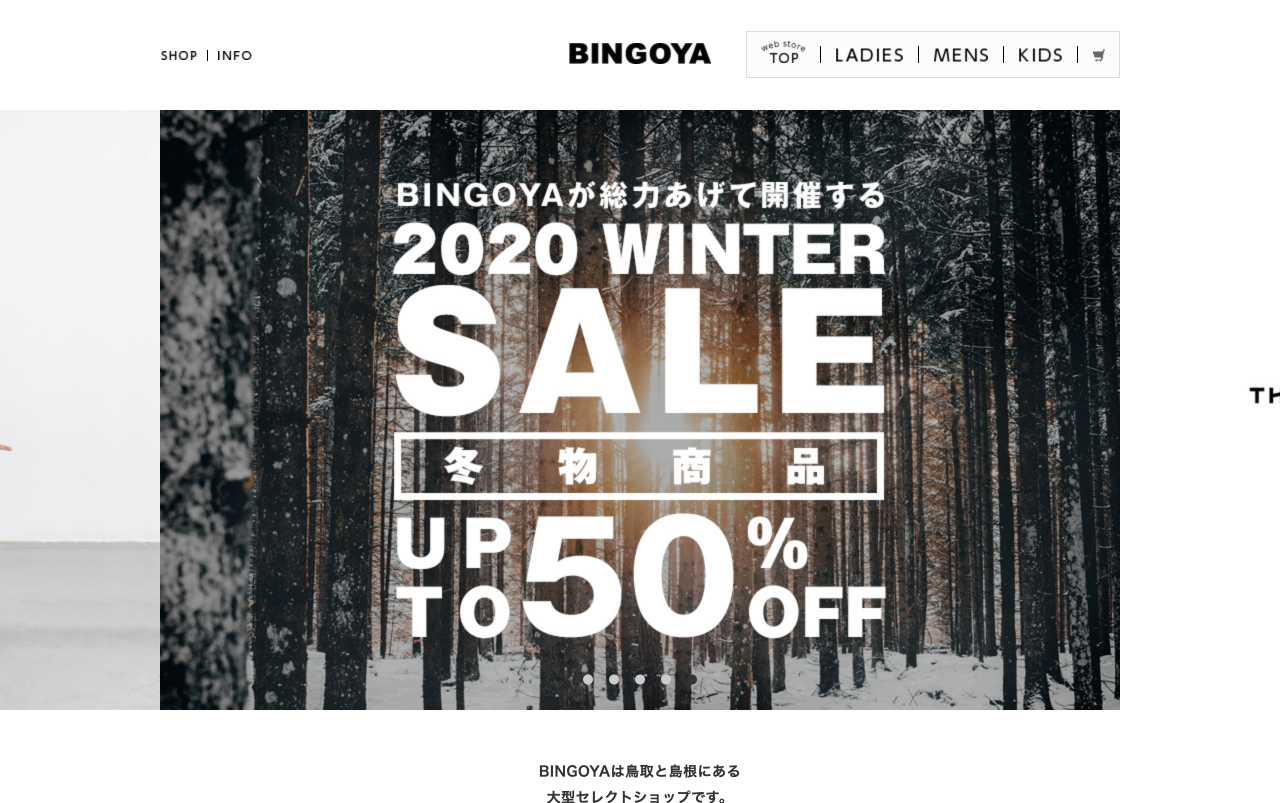 SHOP | INFO
BINGOYA
web store
TOP | LADIES | MENS | KIDS |
BINGOYAが総力あげて開催する
2020 WINTER
SALE
冬物商品
UP TO 50% OFF
TH
BINGOYAは鳥取と島根にある
大型セレクトショップです。